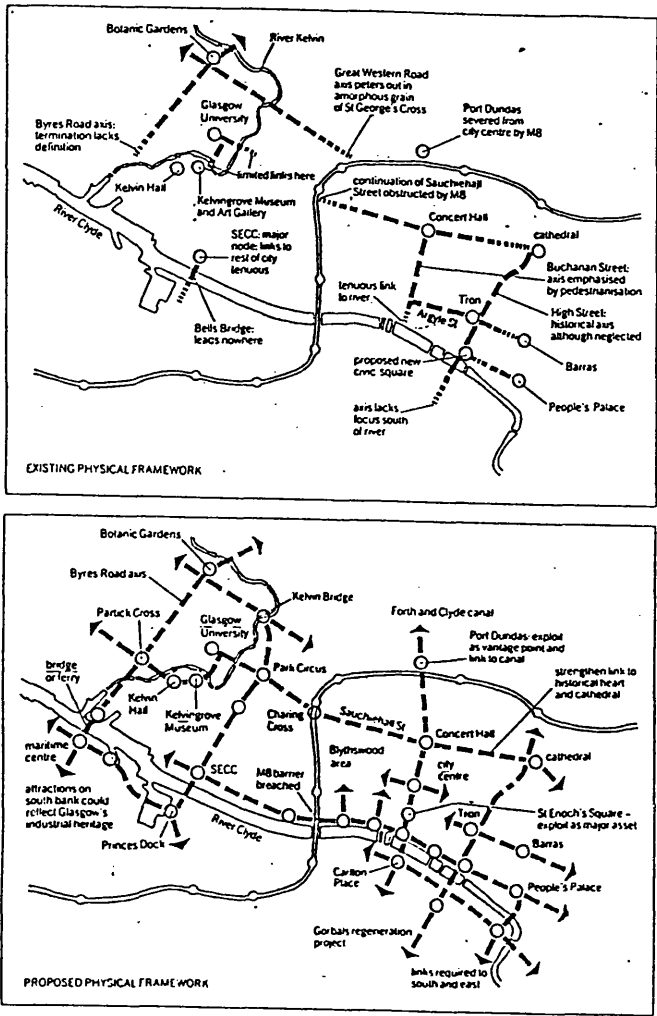 Botanic Gardens
River Kelvin
Great Western Road
axis peters out in
amorphous grain
of St George's Cross
Glasgow
University
Port Dundas
severed from
city centre by M8
Byres Road axis:
termination lacks
definition
limited links here
Kelvin Hall
Kelvingrove Museum
and Art Gallery
continuation of Sauchiehall
Street obstructed by M8
River Clyde
Concert Hall
cathedral
SECC: major
node: links to
rest of city
tenuous
Buchanan Street:
axis emphasised
by pedestrianisation
tenuous link
to river
Tron
Argyle St
High Street:
historical axis
although neglected
Bells Bridge:
leads nowhere
proposed new
civic square
Barras
People's Palace
axis lacks
focus south
of river
EXISTING PHYSICAL FRAMEWORK
Botanic Gardens
Byres Road axis
Kelvin Bridge
Partick Cross
Glasgow
University
Forth and Clyde canal
Port Dundas: exploit
as vantage point and
link to canal
strengthen link to
historical heart
and cathedral
bridge
or ferry
Park Circus
Kelvin
Hall
Kelvingrove
Museum
Charing
Cross
Sauchiehall St
Concert Hall
maritime
centre
SECC
Blythswood
area
city
centre
cathedral
M8 barrier
breached
attractions on
south bank could
reflect Glasgow's
industrial heritage
River Clyde
Tron
St Enoch's Square -
exploit as major asset
Princes Dock
Barras
Carlton
Place
People's Palace
Gorbals regeneration
project
links required to
south and east
PROPOSED PHYSICAL FRAMEWORK